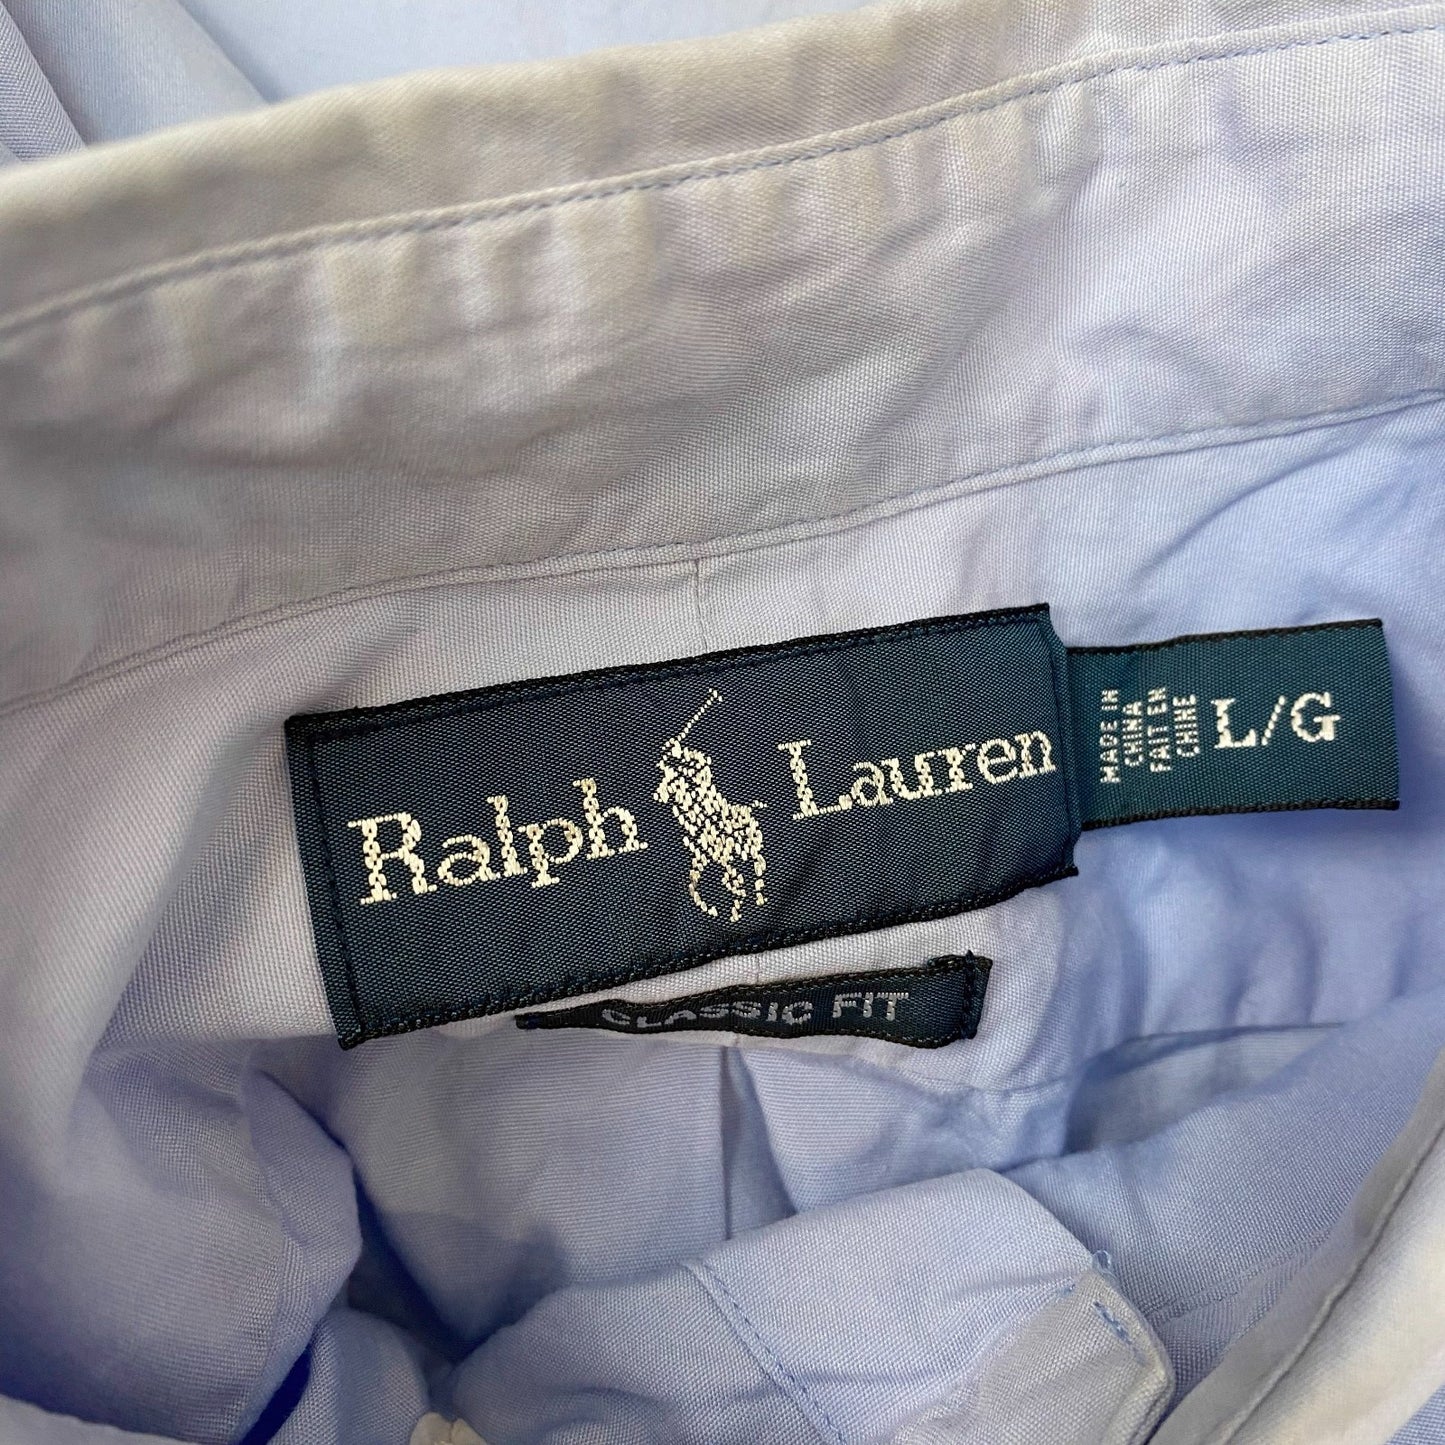 Ralph Lauren
MADE IN
CHINA
FAIT EN
CHINE
L/G
CLASSIC FIT